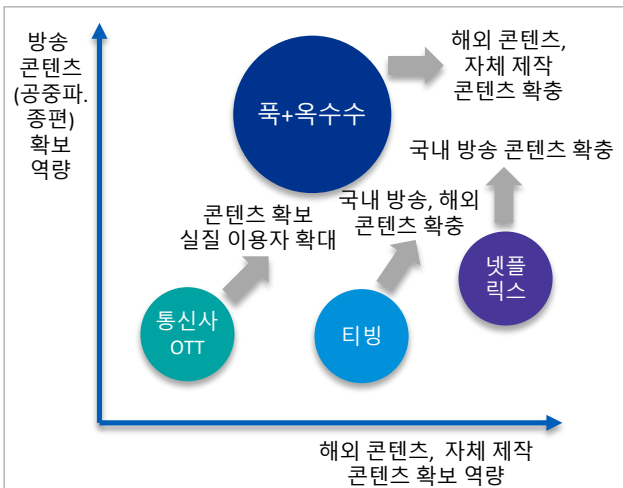 방송
콘텐츠
(공중파.
종편)
확보
역량
푹+옥수수
해외 콘텐츠,
자체 제작
콘텐츠 확충
국내 방송 콘텐츠 확충
콘텐츠 확보
실질 이용자 확대
국내 방송, 해외
콘텐츠 확충
넷플
릭스
통신사
OTT
티빙
해외 콘텐츠, 자체 제작
콘텐츠 확보 역량